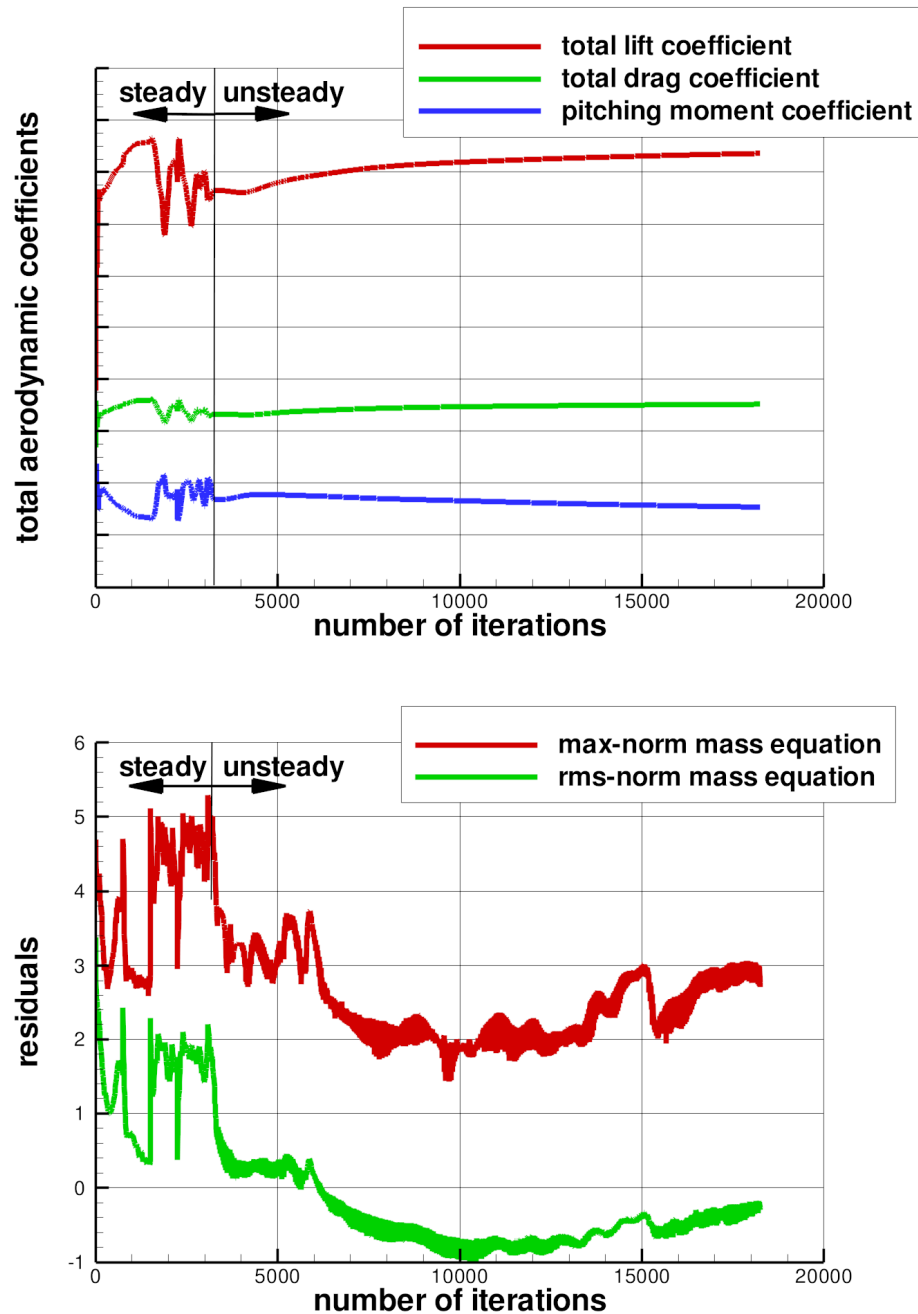 total lift coefficient
total drag coefficient
pitching moment coefficient
steady unsteady
total aerodynamic coefficients
0 5000 10000 15000 20000
number of iterations
max-norm mass equation
rms-norm mass equation
steady unsteady
residuals
6
5
4
3
2
1
0
-1
0 5000 10000 15000 20000
number of iterations